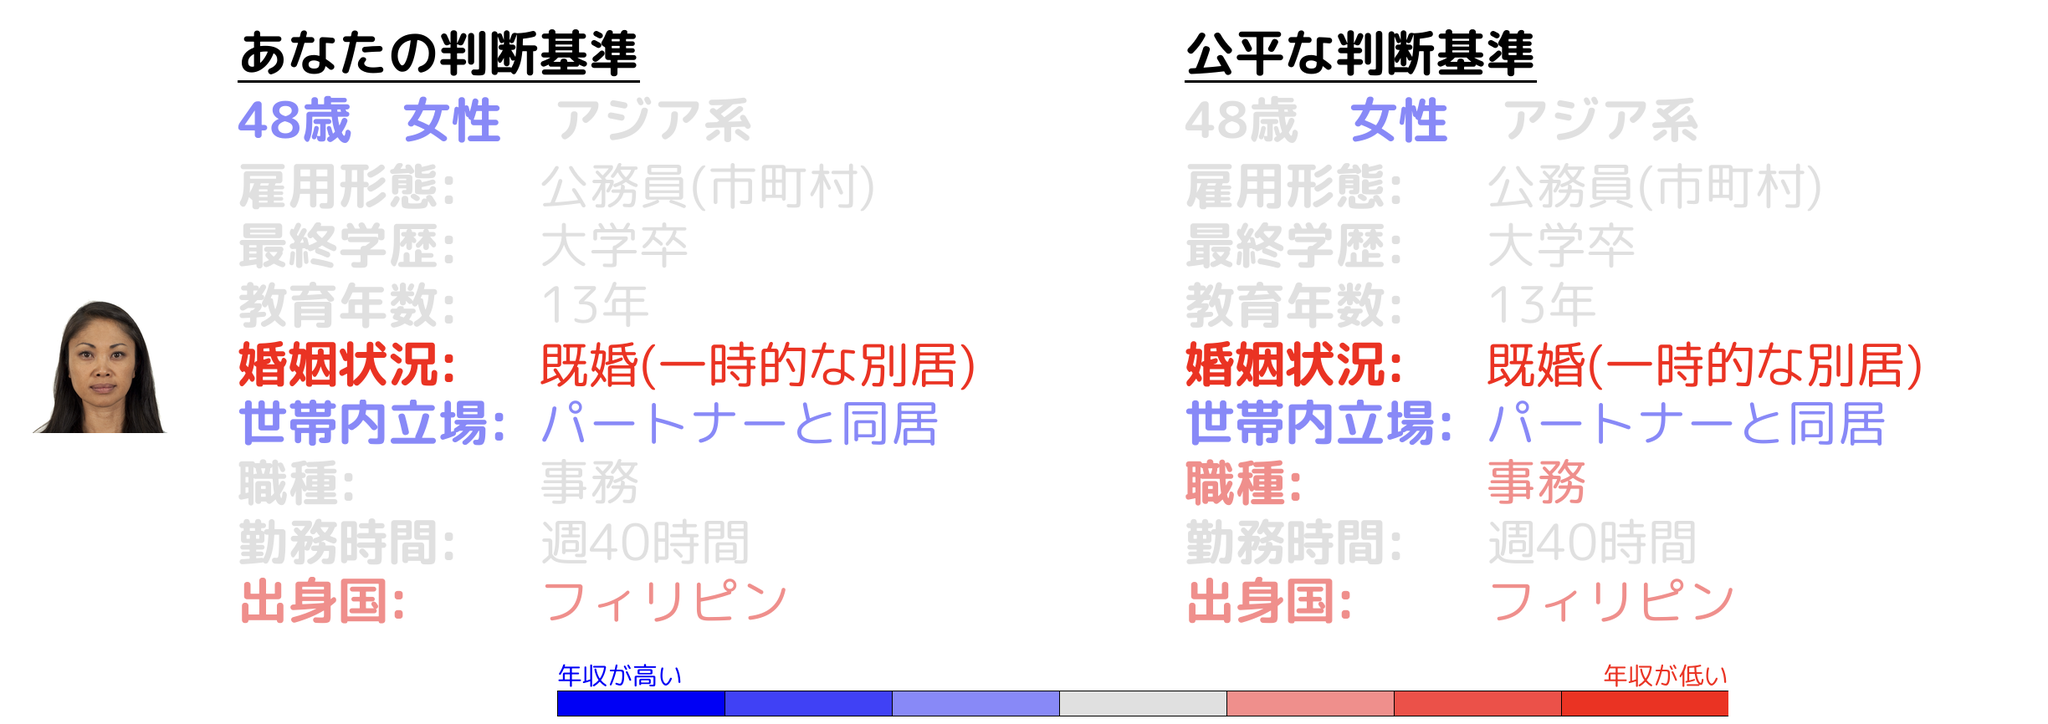 あなたの判断基準
48歳 女性 アジア系
雇用形態: 公務員(市町村)
最終学歴: 大学卒
教育年数: 13年
婚姻状況: 既婚(一時的な別居)
世帯内立場: パートナーと同居
職種: 事務
勤務時間: 週40時間
出身国: フィリピン
公平な判断基準
48歳 女性 アジア系
雇用形態: 公務員(市町村)
最終学歴: 大学卒
教育年数: 13年
婚姻状況: 既婚(一時的な別居)
世帯内立場: パートナーと同居
職種: 事務
勤務時間: 週40時間
出身国: フィリピン
年収が高い 年収が低い